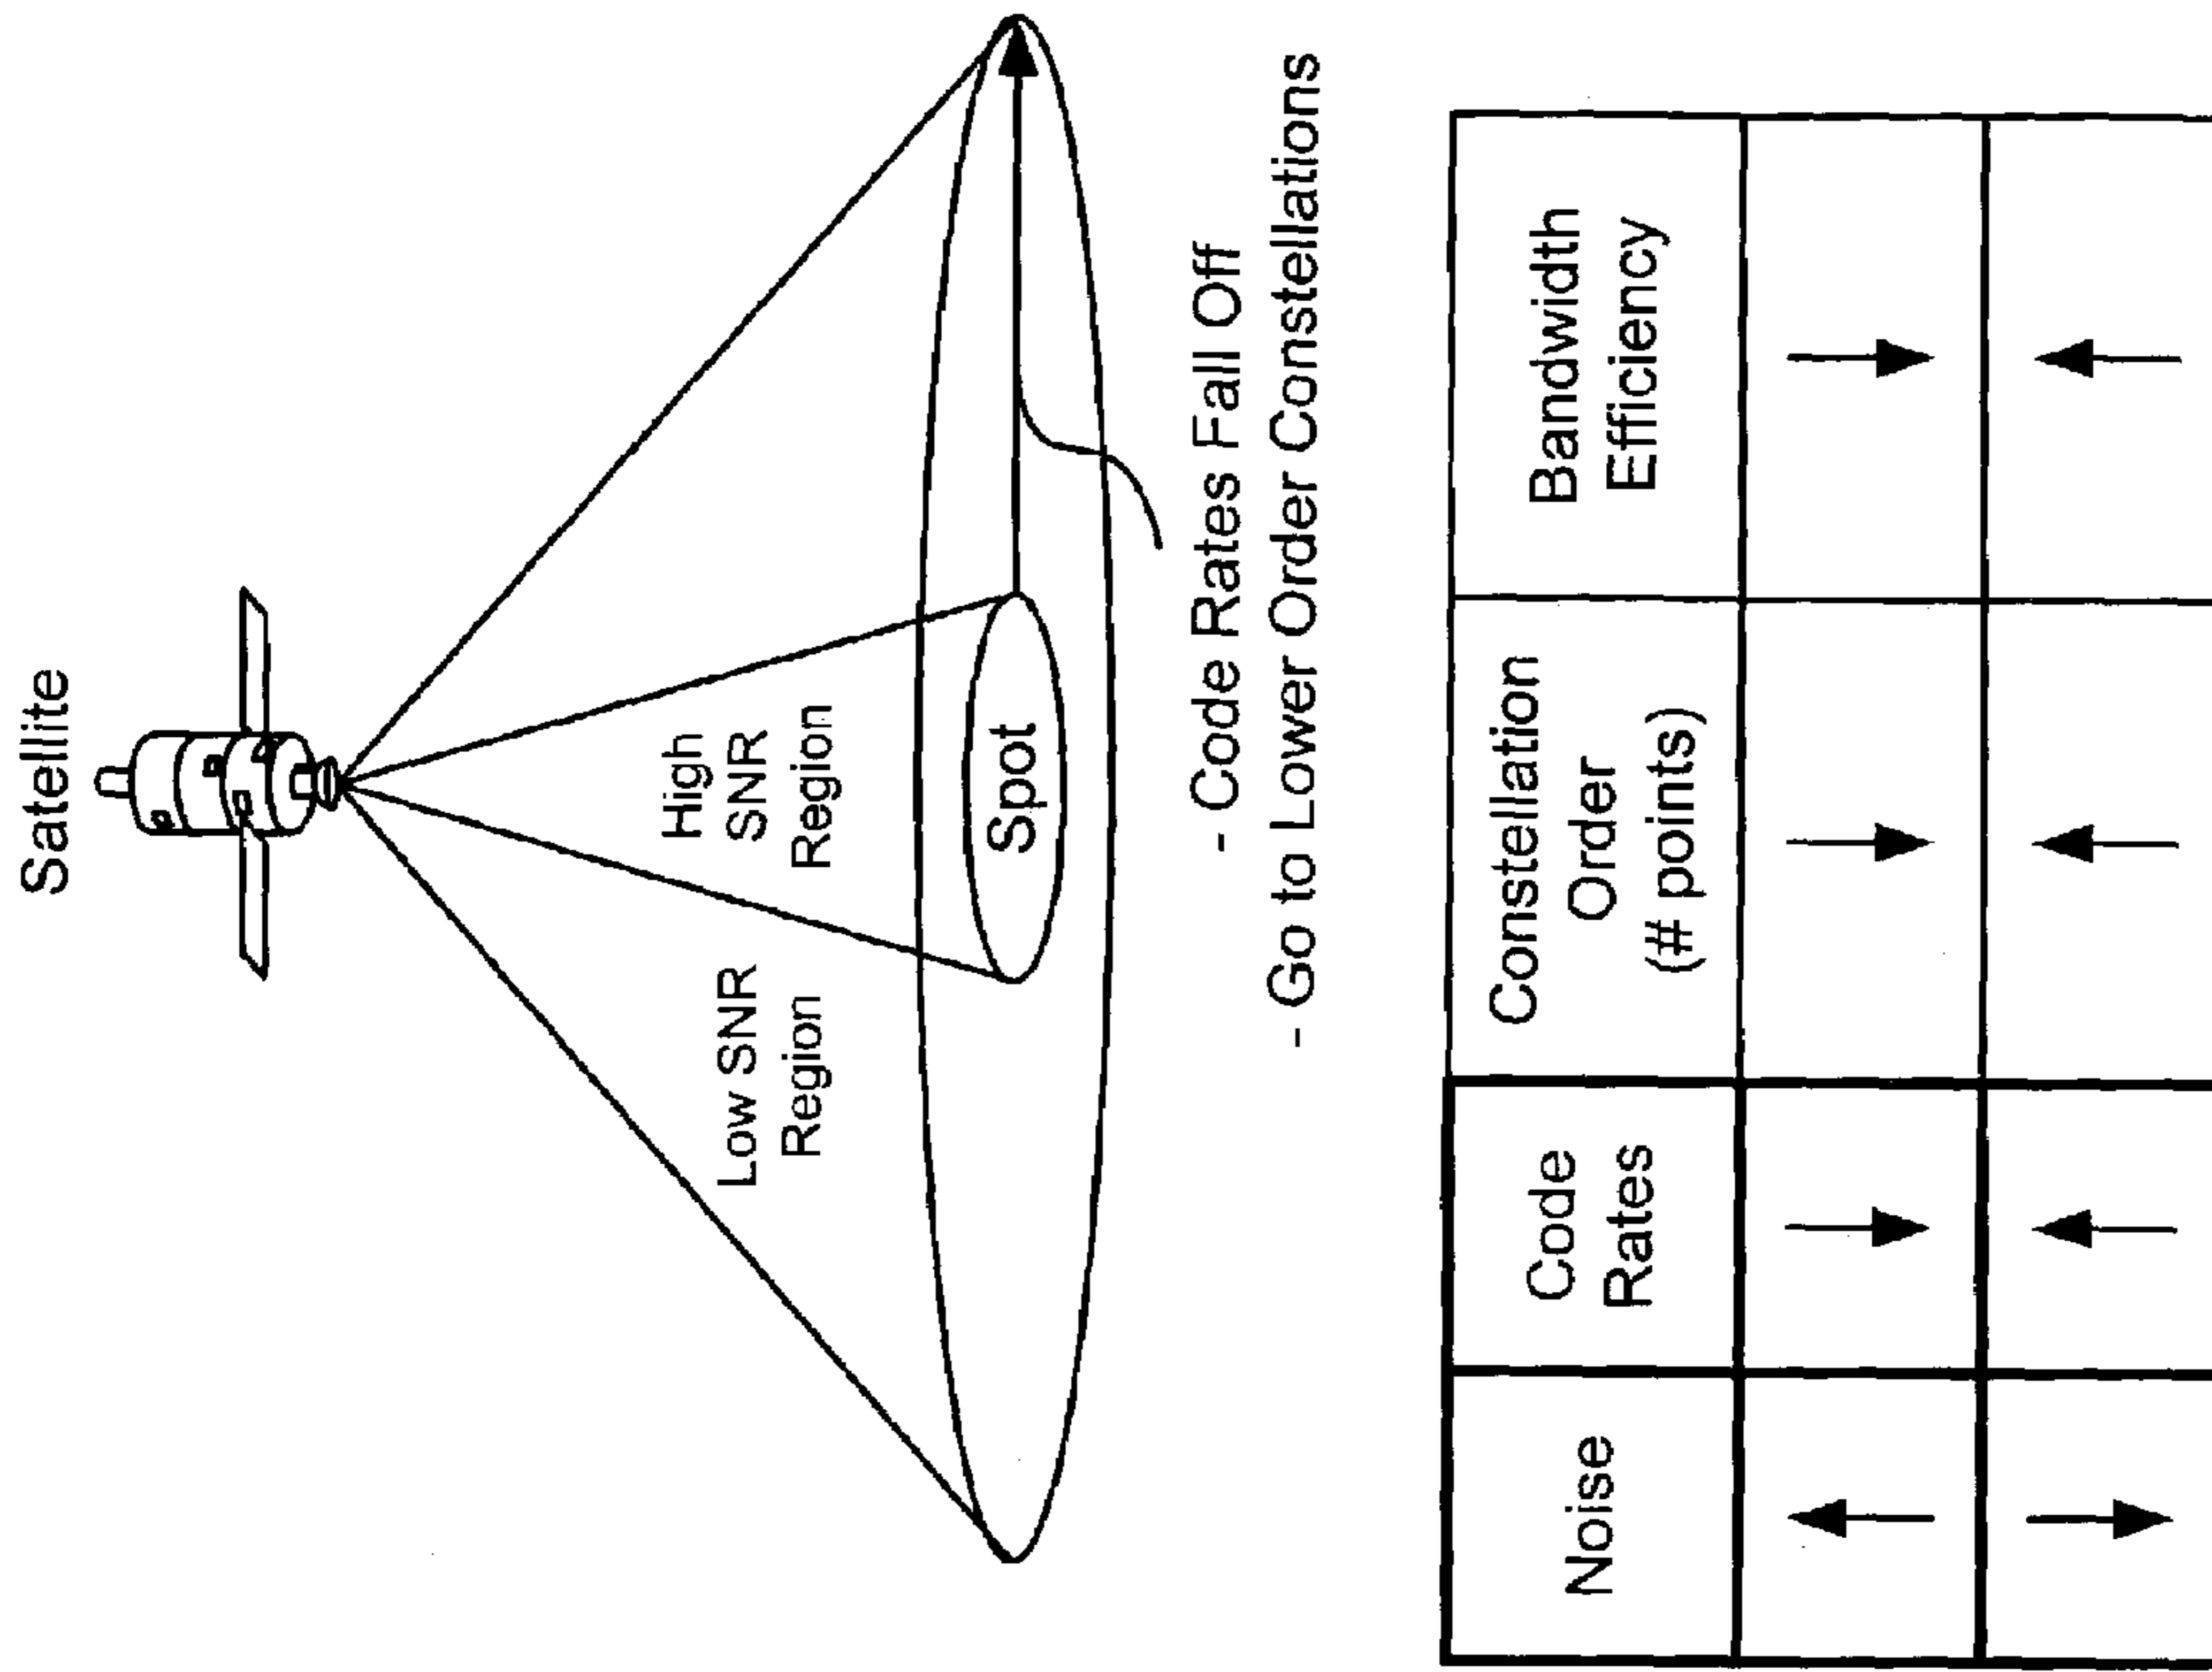 Satellite
High
SNR
Region
Low SNR
Region
Spot
- Code Rates Fall Off
- Go to Lower Order Constellations
Noise
Code
Rates
Constellation
Order
(# points)
Bandwidth
Efficiency